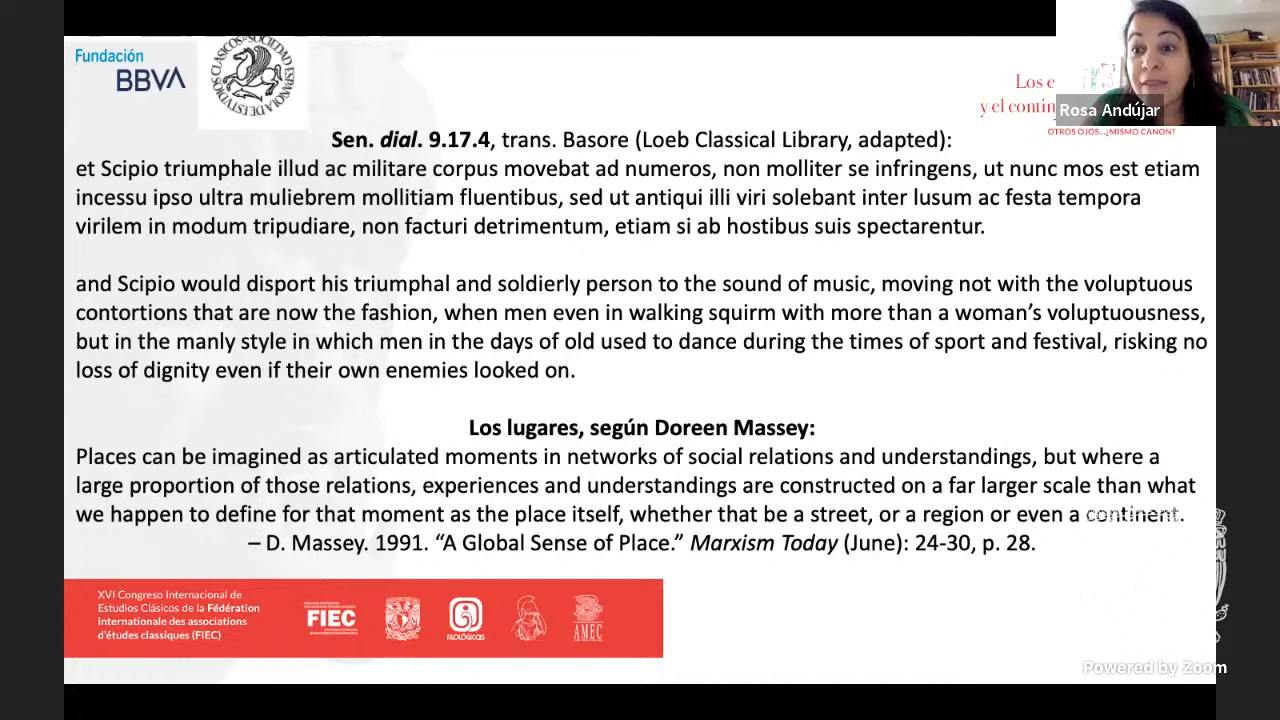 Fundación
BBVA
SOCIEDAD ESPAÑOLA DE ESTUDIOS CLÁSICOS
Los e
y el contin
OTROS OJOS...¿MISMO CANON?
Rosa Andújar
Sen. dial. 9.17.4, trans. Basore (Loeb Classical Library, adapted):
et Scipio triumphale illud ac militare corpus movebat ad numeros, non molliter se infringens, ut nunc mos est etiam
incessu ipso ultra muliebrem mollitiam fluentibus, sed ut antiqui illi viri solebant inter lusum ac festa tempora
virilem in modum tripudiare, non facturi detrimentum, etiam si ab hostibus suis spectarentur.
and Scipio would disport his triumphal and soldierly person to the sound of music, moving not with the voluptuous
contortions that are now the fashion, when men even in walking squirm with more than a woman's voluptuousness,
but in the manly style in which men in the days of old used to dance during the times of sport and festival, risking no
loss of dignity even if their own enemies looked on.
Los lugares, según Doreen Massey:
Places can be imagined as articulated moments in networks of social relations and understandings, but where a
large proportion of those relations, experiences and understandings are constructed on a far larger scale than what
we happen to define for that moment as the place itself, whether that be a street, or a region or even a continent.
– D. Massey. 1991. “A Global Sense of Place.” Marxism Today (June): 24-30, p. 28.
XVI Congreso Internacional de
Estudios Clásicos de la Fédération
internationale des associations
d'études classiques (FIEC)
FIEC
FILOLÓGICAS
AMEC
Powered by Zoom